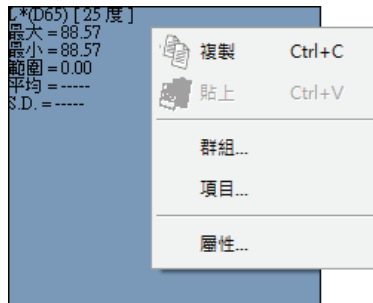 L*(D65) [ 25 度 ]
最大 = 88.57
最小 = 88.57
範圍 = 0.00
平均 = -----
S.D. = -----
複製 Ctrl+C
貼上 Ctrl+V
群組...
項目...
屬性...